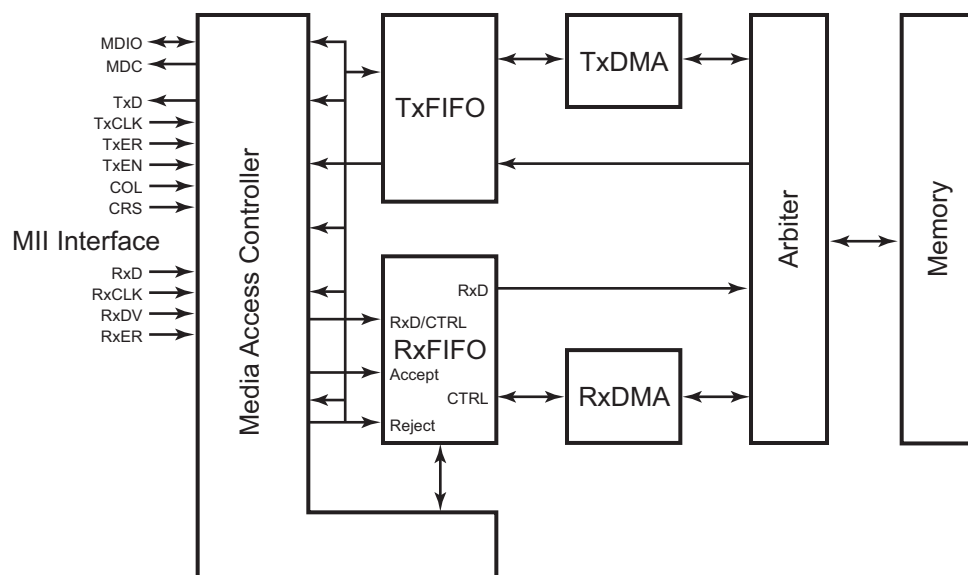 MDIO
MDC
TxD
TxCLK
TxER
TxEN
COL
CRS
MII Interface
RxD
RxCLK
RxDV
RxER
Media Access Controller
TxFIFO
TxDMA
RxD
RxD/CTRL
RxFIFO
Accept
CTRL
Reject
RxDMA
Arbiter
Memory